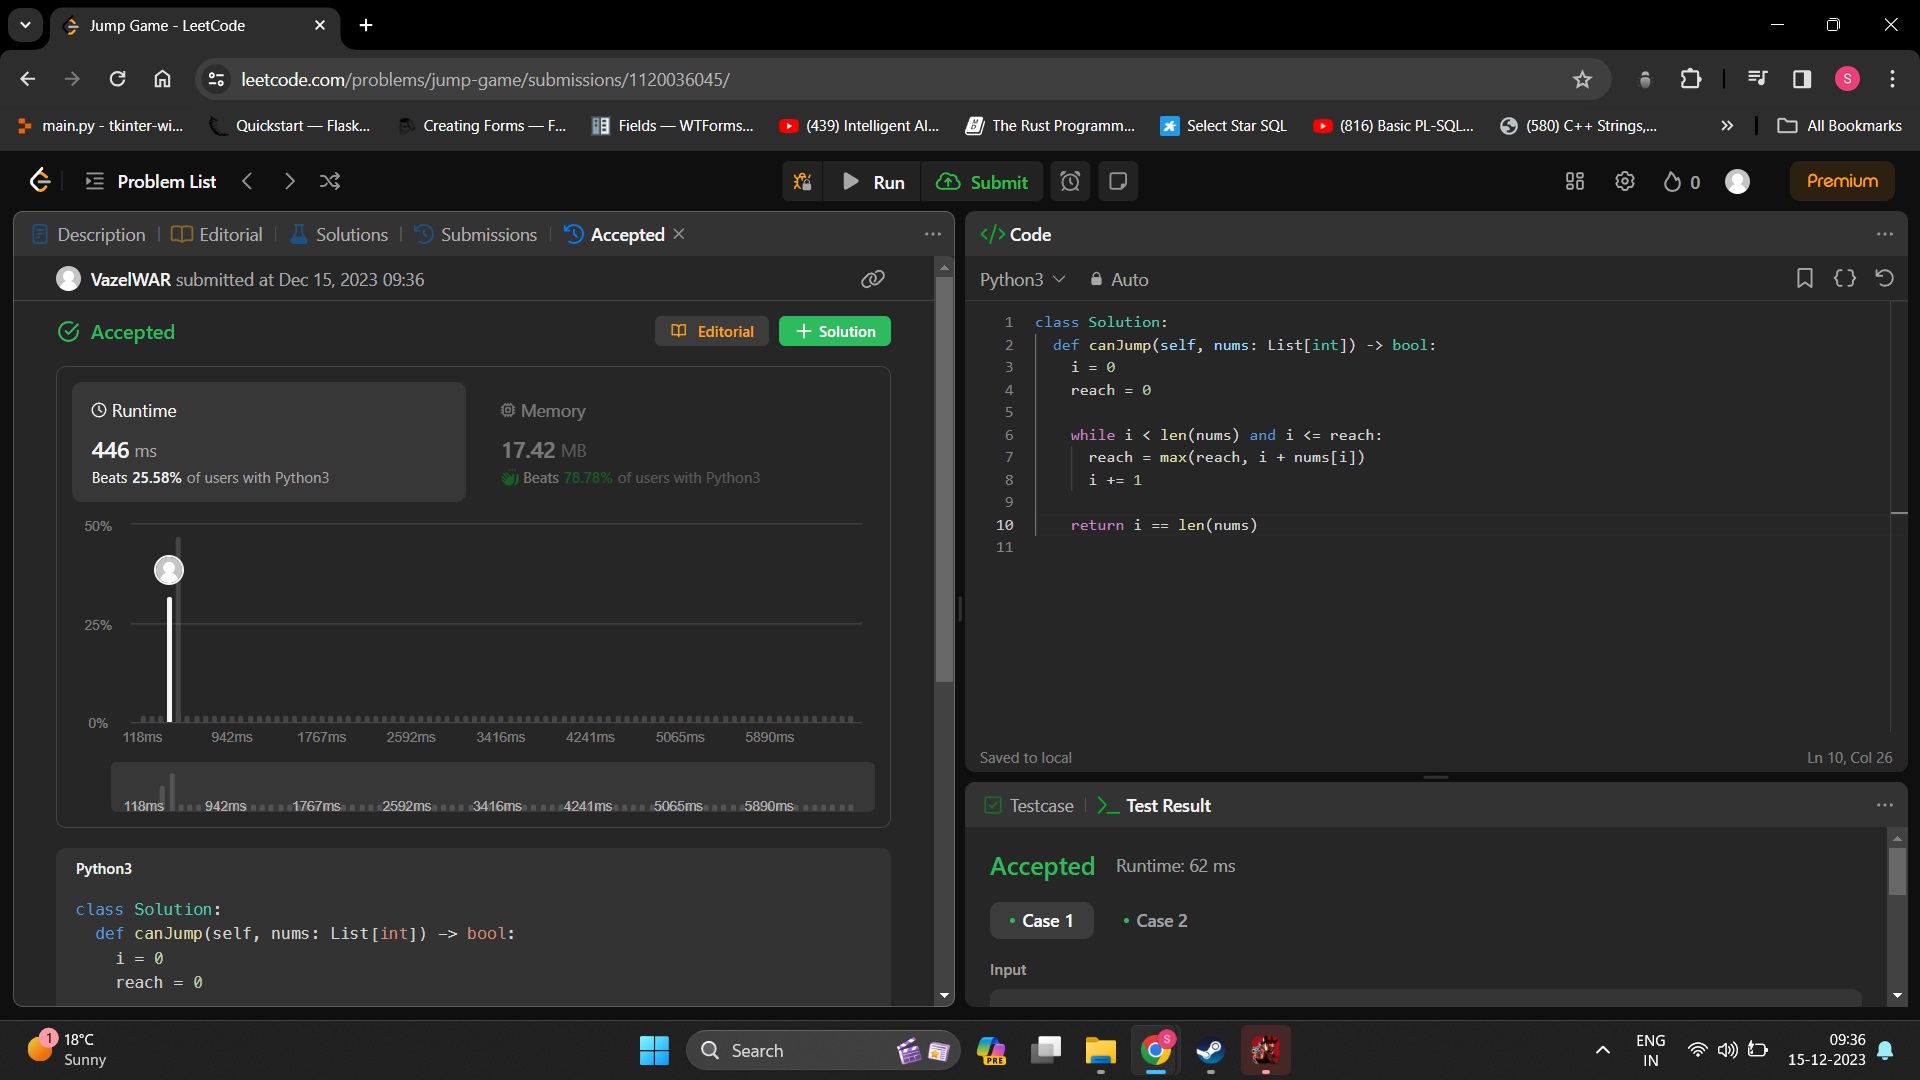 Jump Game - LeetCode
leetcode.com/problems/jump-game/submissions/1120036045/
S
main.py - tkinter-wi...
Quickstart — Flask...
Creating Forms — F...
Fields — WTForms...
(439) Intelligent AI...
The Rust Programm...
Select Star SQL
(816) Basic PL-SQL...
(580) C++ Strings,...
All Bookmarks
Problem List
Run
Submit
0
Premium
Description
Editorial
Solutions
Submissions
Accepted
VazelWAR submitted at Dec 15, 2023 09:36
Accepted
Editorial
Solution
Runtime
446 ms
Beats 25.58% of users with Python3
Memory
17.42 MB
Beats 78.78% of users with Python3
50%
25%
0%
118ms 942ms 1767ms 2592ms 3416ms 4241ms 5065ms 5890ms
118ms 942ms 1767ms 2592ms 3416ms 4241ms 5065ms 5890ms
Python3
class Solution:
def canJump(self, nums: List[int]) -> bool:
i = 0
reach = 0
</> Code
Python3
Auto
1 class Solution:
2 def canJump(self, nums: List[int]) -> bool:
3 i = 0
4 reach = 0
5
6 while i < len(nums) and i <= reach:
7 reach = max(reach, i + nums[i])
8 i += 1
9
10 return i == len(nums)
11
Saved to local
Ln 10, Col 26
Testcase
Test Result
Accepted Runtime: 62 ms
Case 1
Case 2
Input
1
18°C
Sunny
Search
PRE
S
ENG
IN
09:36
15-12-2023